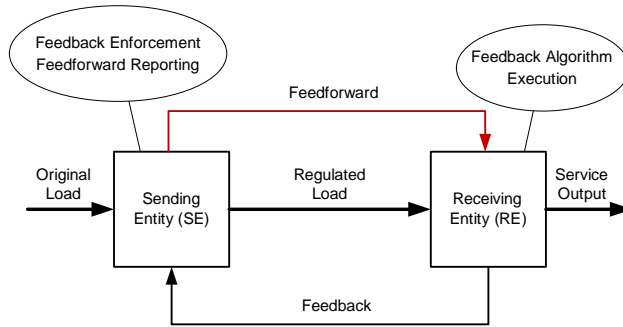 Feedback Enforcement
Feedforward Reporting
Feedback Algorithm
Execution
Feedforward
Original
Load
Sending
Entity (SE)
Regulated
Load
Receiving
Entity (RE)
Service
Output
Feedback